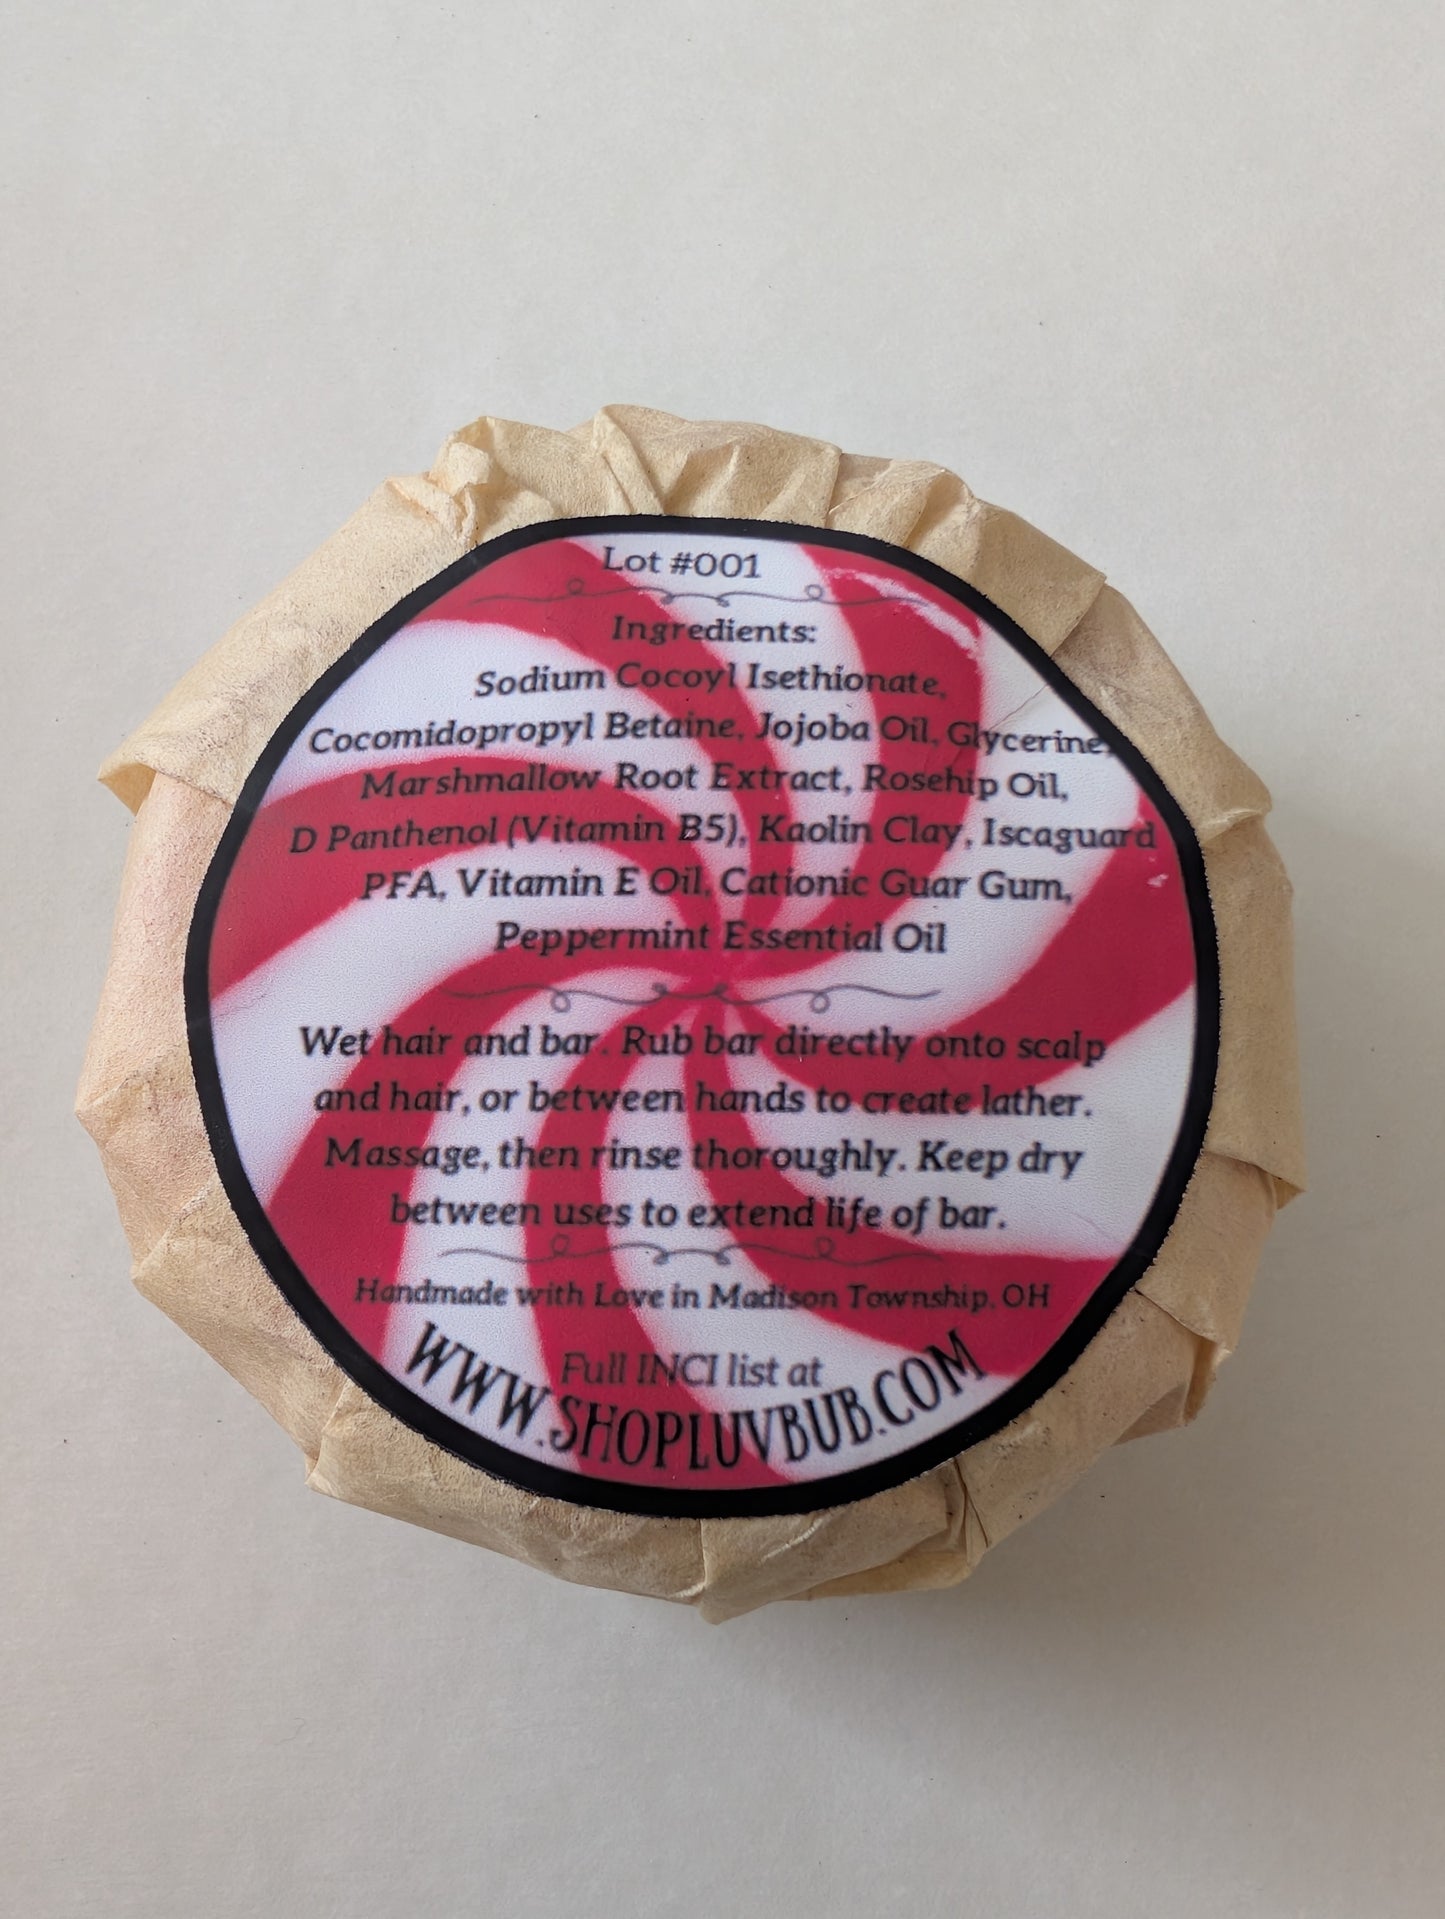 Lot #001
Ingredients:
Sodium Cocoyl Isethionate,
Cocomidopropyl Betaine, Jojoba Oil, Glycerine,
Marshmallow Root Extract, Rosehip Oil,
D Panthenol (Vitamin B5), Kaolin Clay, Iscaguard
PFA, Vitamin E Oil, Cationic Guar Gum,
Peppermint Essential Oil
Wet hair and bar. Rub bar directly onto scalp
and hair, or between hands to create lather.
Massage, then rinse thoroughly. Keep dry
between uses to extend life of bar.
Handmade with Love in Madison Township, OH
Full INCI list at
WWW.SHOPLUVBUB.COM